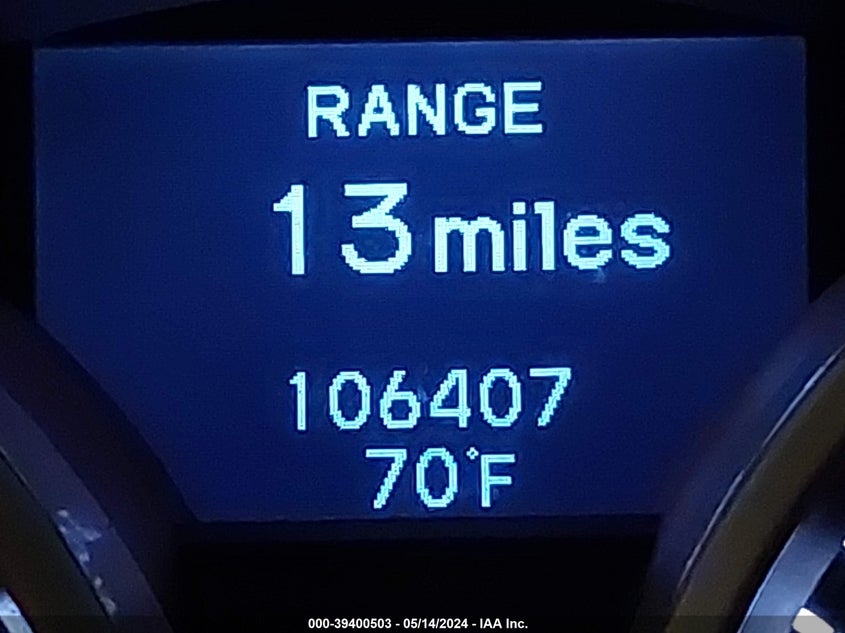 RANGE
13 miles
106407
70°F
000-39400503 - 05/14/2024 - IAA Inc.